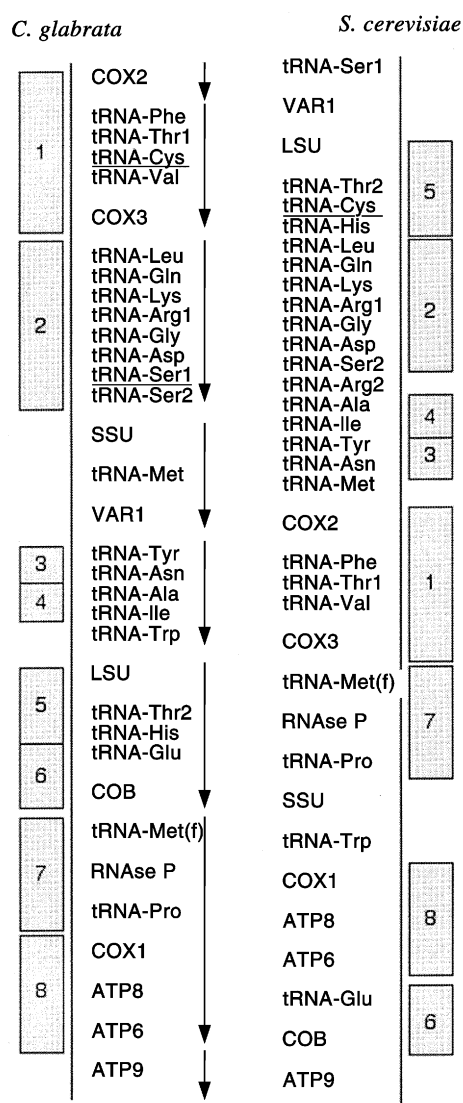 C. glabrata
COX2
tRNA-Phe
tRNA-Thr1
tRNA-Cys
tRNA-Val
COX3
tRNA-Leu
tRNA-Gln
tRNA-Lys
tRNA-Arg1
tRNA-Gly
tRNA-Asp
tRNA-Ser1
tRNA-Ser2
SSU
tRNA-Met
VAR1
tRNA-Tyr
tRNA-Asn
tRNA-Ala
tRNA-Ile
tRNA-Trp
LSU
tRNA-Thr2
tRNA-His
tRNA-Glu
COB
tRNA-Met(f)
RNAse P
tRNA-Pro
COX1
ATP8
ATP6
ATP9
1
2
3
4
5
6
7
8
S. cerevisiae
tRNA-Ser1
VAR1
LSU
tRNA-Thr2
tRNA-Cys
tRNA-His
tRNA-Leu
tRNA-Gln
tRNA-Lys
tRNA-Arg1
tRNA-Gly
tRNA-Asp
tRNA-Ser2
tRNA-Arg2
tRNA-Ala
tRNA-Ile
tRNA-Tyr
tRNA-Asn
tRNA-Met
COX2
tRNA-Phe
tRNA-Thr1
tRNA-Val
COX3
tRNA-Met(f)
RNAse P
tRNA-Pro
SSU
tRNA-Trp
COX1
ATP8
ATP6
tRNA-Glu
COB
ATP9
5
2
4
3
1
7
8
6